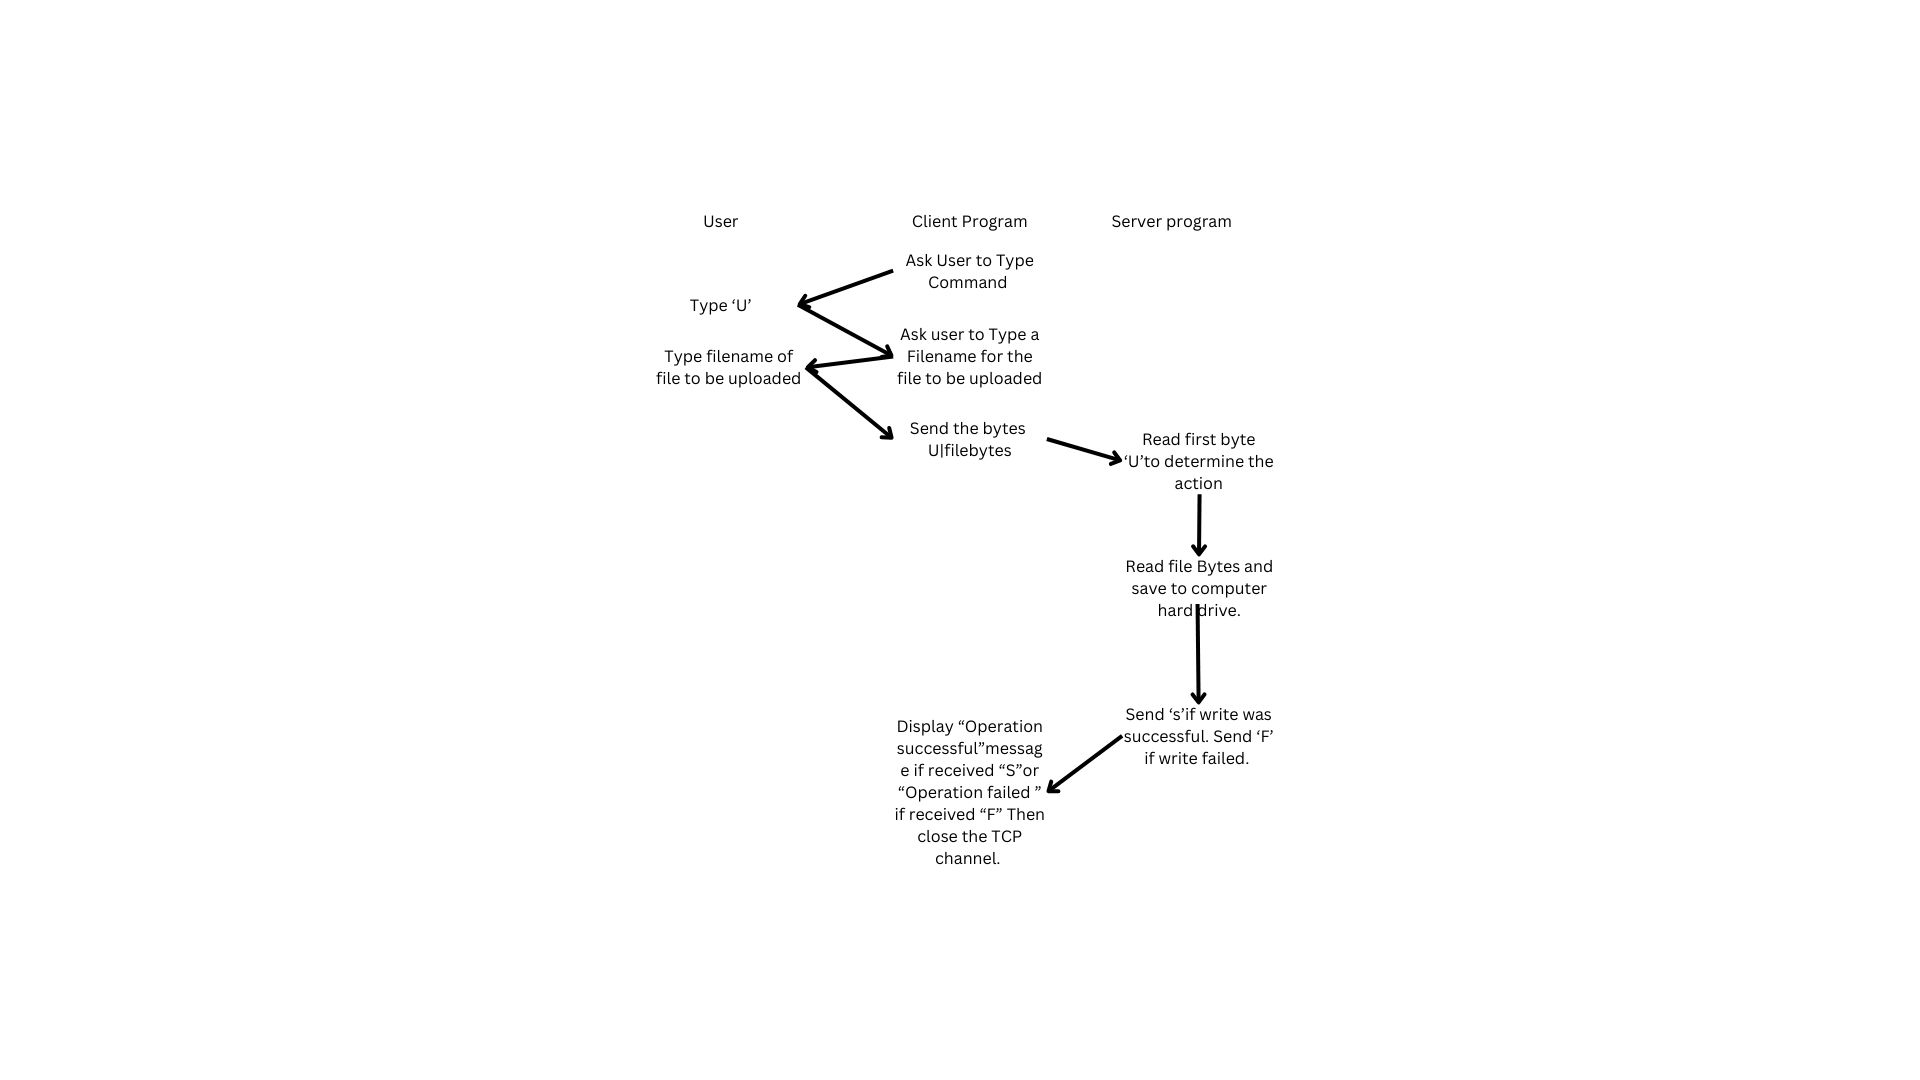 User
Client Program
Server program
Ask User to Type
Command
Type ‘U’
Ask user to Type a
Filename for the
file to be uploaded
Type filename of
file to be uploaded
Send the bytes
U|filebytes
Read first byte
‘U’to determine the
action
Read file Bytes and
save to computer
hard drive.
Send ‘s’if write was
successful. Send ‘F’
if write failed.
Display “Operation
successful”messag
e if received “S”or
“Operation failed ”
if received “F” Then
close the TCP
channel.